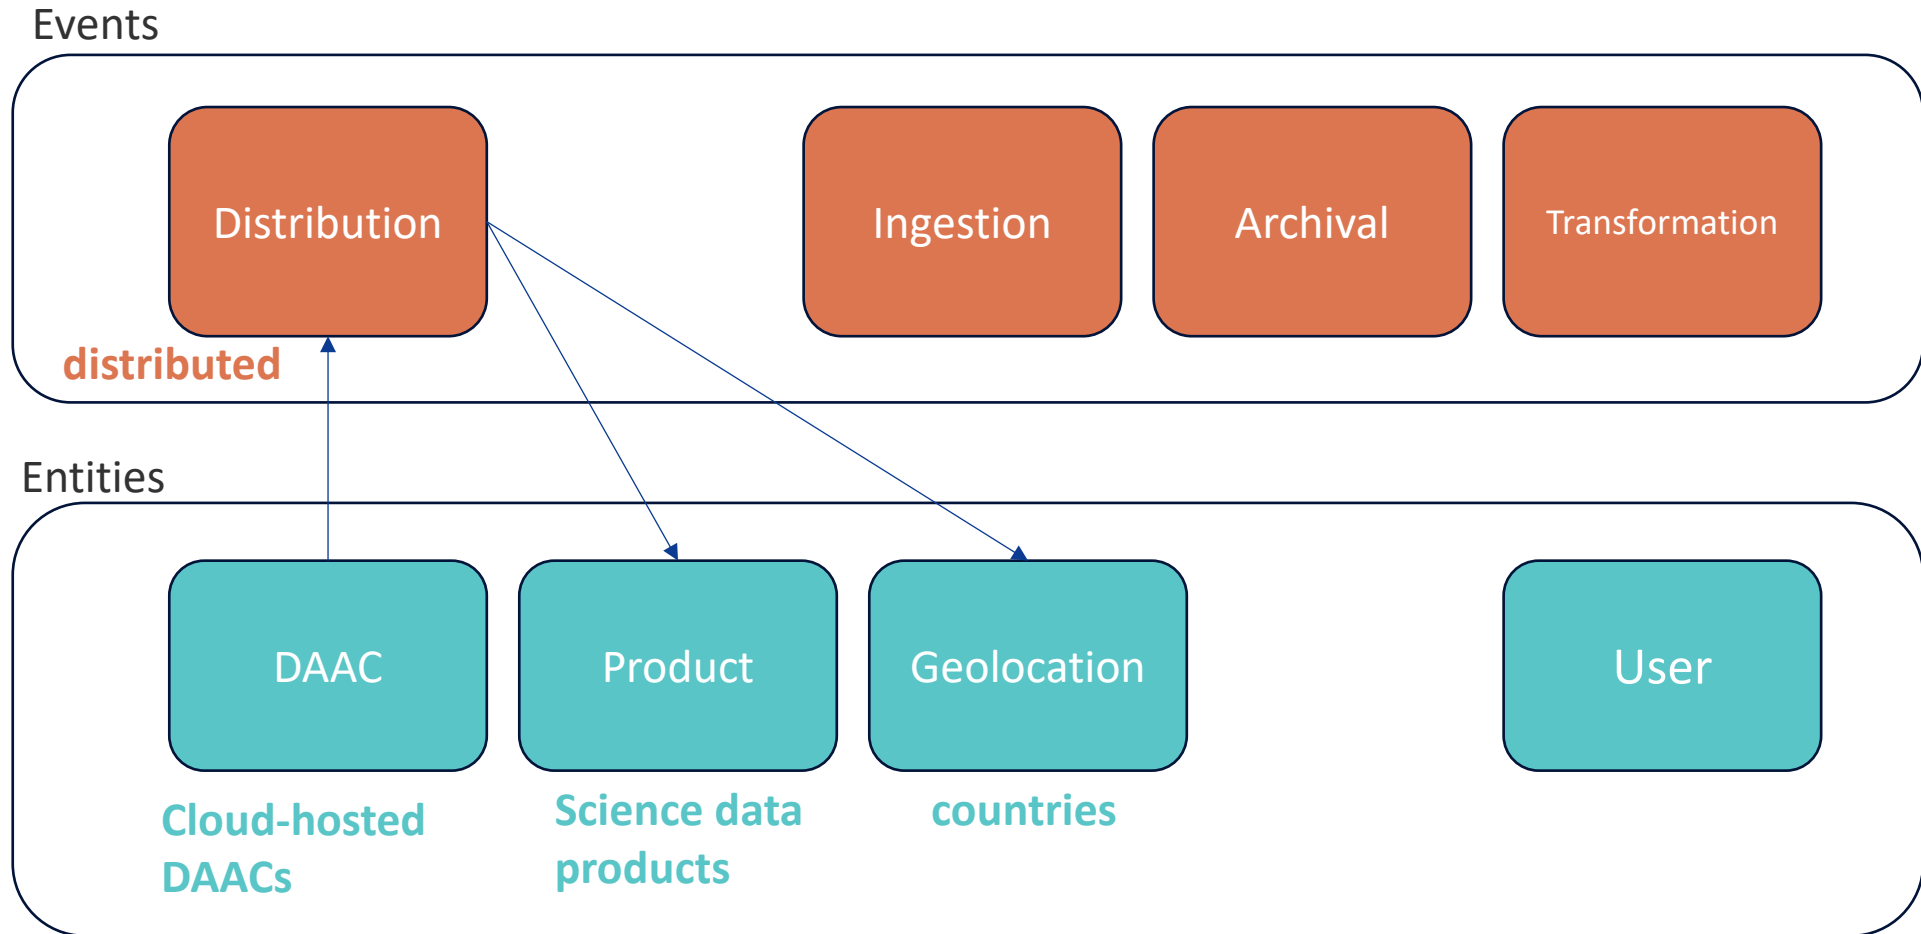 Events
Distribution
Ingestion
Archival
Transformation
distributed
Entities
DAAC
Product
Geolocation
User
Cloud-hosted
DAACs
Science data
products
countries